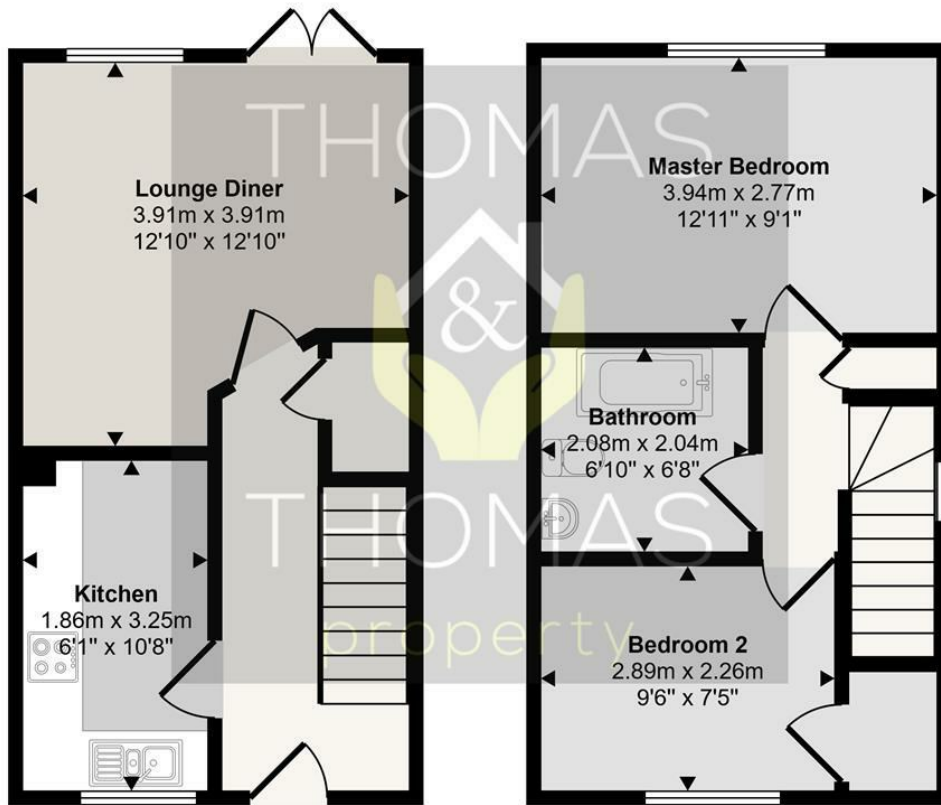 THOMAS
&
THOMAS
property
Lounge Diner
3.91m x 3.91m
12'10" x 12'10"
Kitchen
1.86m x 3.25m
6'1" x 10'8"
Master Bedroom
3.94m x 2.77m
12'11" x 9'1"
Bathroom
2.08m x 2.04m
6'10" x 6'8"
Bedroom 2
2.89m x 2.26m
9'6" x 7'5"